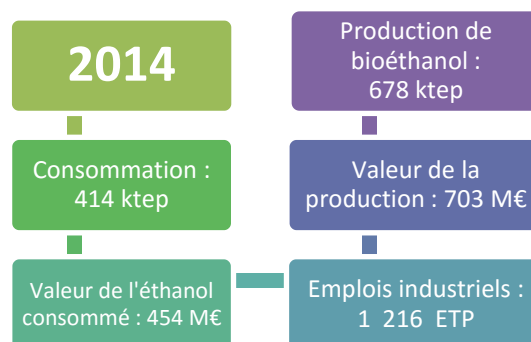 2014
Consommation :
414 ktep
Valeur de l'éthanol
consommé : 454 M€
Emplois industriels :
1 216 ETP
Valeur de la
production : 703 M€
Production de
bioéthanol :
678 ktep